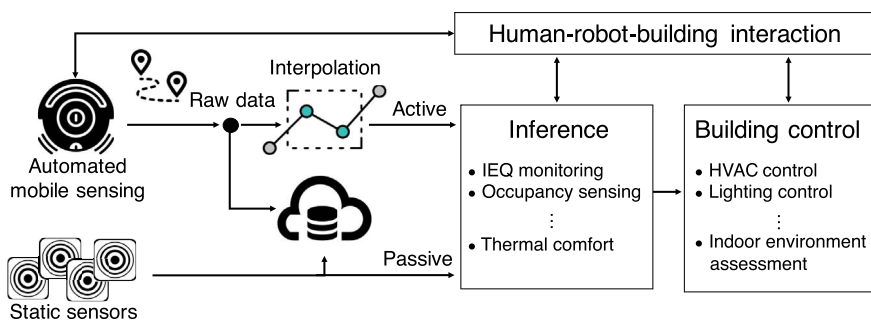 Human-robot-building interaction
Interpolation
Raw data
Active
Automated
mobile sensing
Inference
• IEQ monitoring
• Occupancy sensing
⋮
• Thermal comfort
Building control
• HVAC control
• Lighting control
⋮
• Indoor environment
assessment
Passive
Static sensors